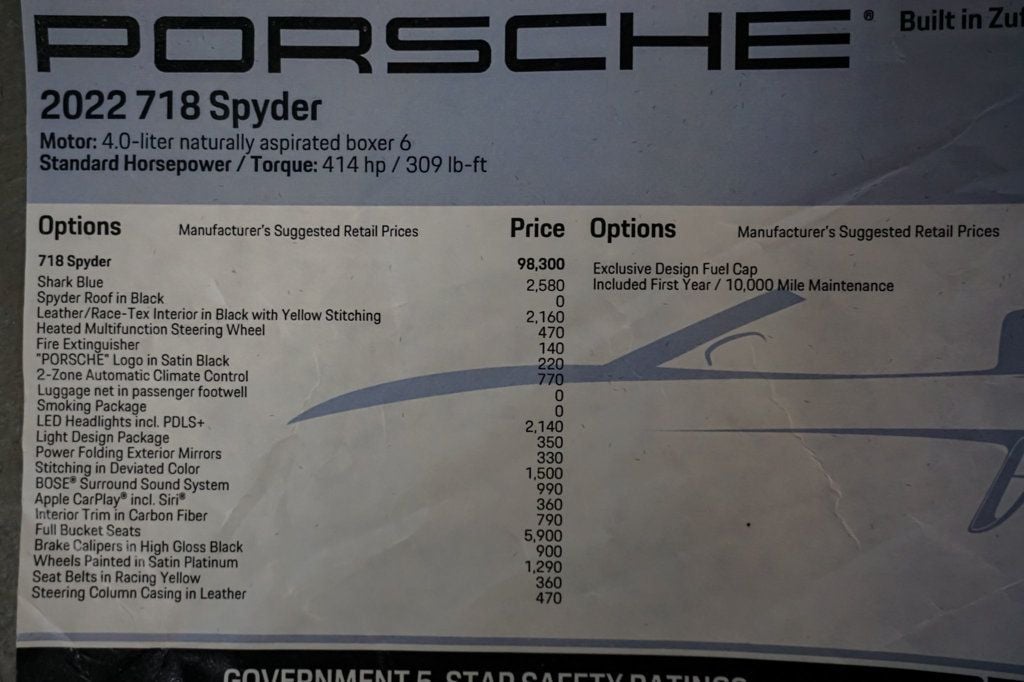 PORSCHE®
Built in Zuf
2022 718 Spyder
Motor: 4.0-liter naturally aspirated boxer 6
Standard Horsepower / Torque: 414 hp / 309 lb-ft
Options Manufacturer's Suggested Retail Prices Price
718 Spyder 98,300
Shark Blue 2,580
Spyder Roof in Black 0
Leather/Race-Tex Interior in Black with Yellow Stitching 2,160
Heated Multifunction Steering Wheel 470
Fire Extinguisher 140
"PORSCHE" Logo in Satin Black 220
2-Zone Automatic Climate Control 770
Luggage net in passenger footwell 0
Smoking Package 0
LED Headlights incl. PDLS+ 2,140
Light Design Package 350
Power Folding Exterior Mirrors 330
Stitching in Deviated Color 1,500
BOSE® Surround Sound System 990
Apple CarPlay® incl. Siri® 360
Interior Trim in Carbon Fiber 790
Full Bucket Seats 5,900
Brake Calipers in High Gloss Black 900
Wheels Painted in Satin Platinum 1,290
Seat Belts in Racing Yellow 360
Steering Column Casing in Leather 470
Options Manufacturer's Suggested Retail Prices
Exclusive Design Fuel Cap
Included First Year / 10,000 Mile Maintenance
GOVERNMENT 5-STAR SAFETY RATINGS